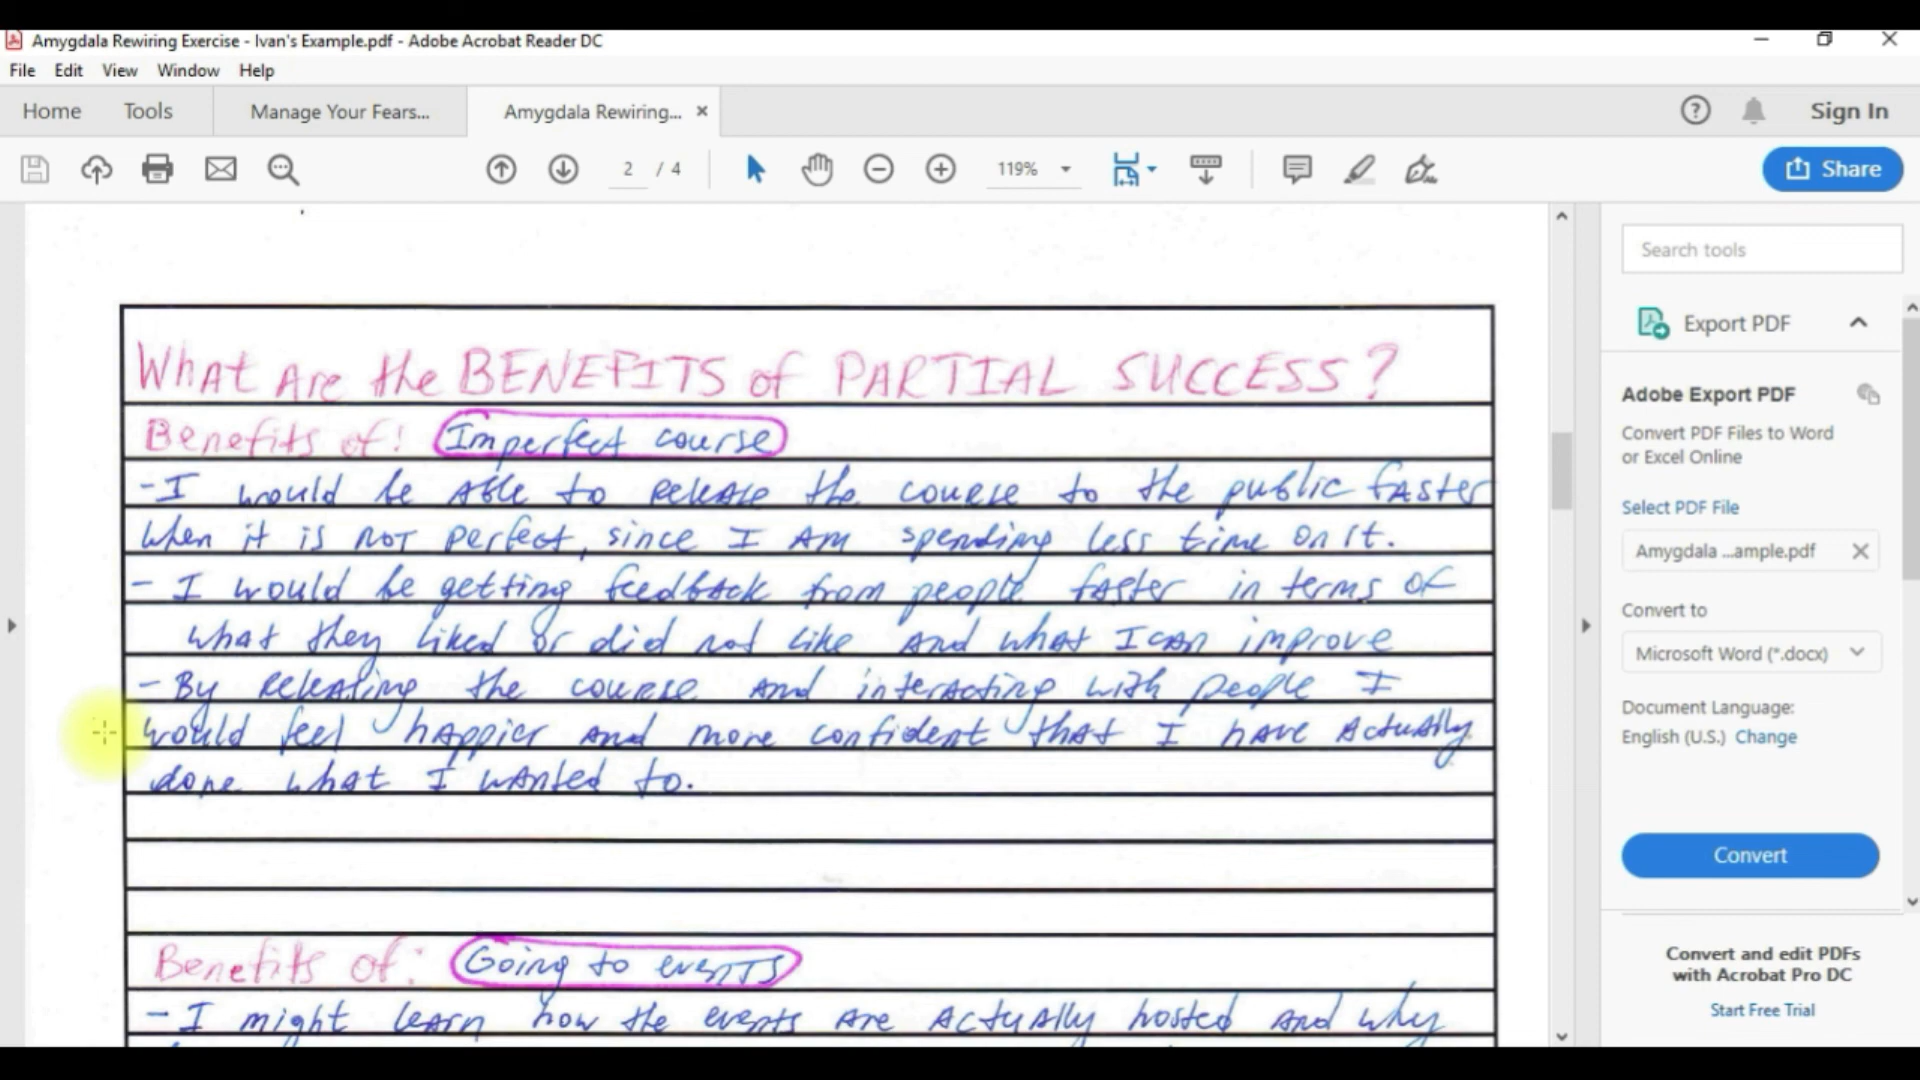 Amygdala Rewiring Exercise - Ivan's Example.pdf - Adobe Acrobat Reader DC
File Edit View Window Help
Home Tools Manage Your Fears... Amygdala Rewiring... ×
Sign In
2 / 4
119%
Share
Search tools
Export PDF
Adobe Export PDF
Convert PDF Files to Word
or Excel Online
Select PDF File
Amygdala ...ample.pdf
Convert to
Microsoft Word (*.docx)
Document Language:
English (U.S.) Change
Convert
Convert and edit PDFs
with Acrobat Pro DC
Start Free Trial
What Are the BENEFITS of PARTIAL SUCCESS?
Benefits of: Imperfect course
- I would be Able to release the course to the public faster
when it is NOT perfect, since I AM spending less time on it.
- I would be getting feedback from people faster in terms of
what they liked or did not like and what I can improve
- By releasing the course and interacting with people I
would feel happier and more confident that I have Actually
done what I wanted to.
Benefits of: Going to events
- I might learn how the events are Actually hosted and why